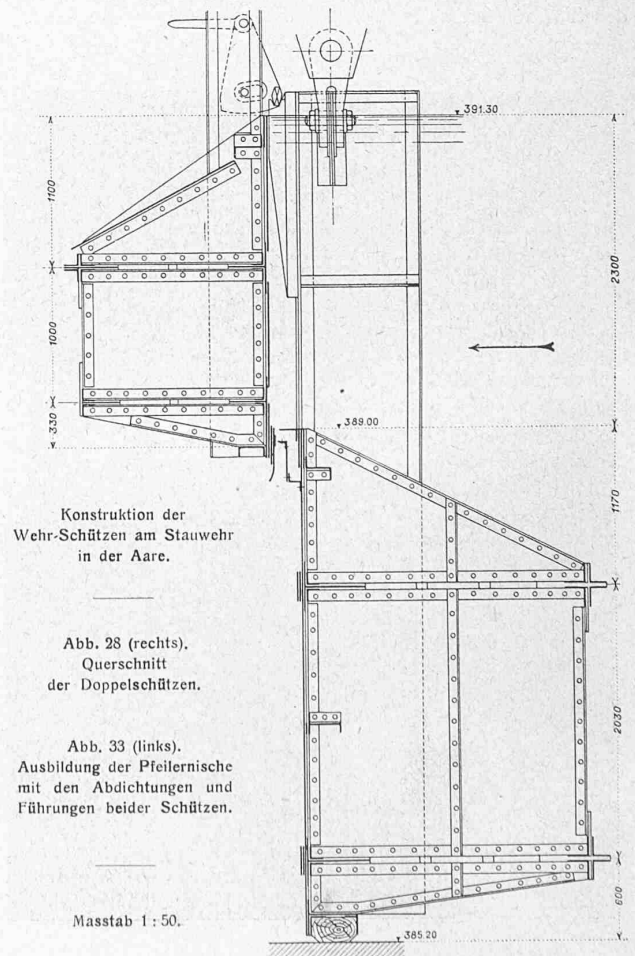 391.30
1100
2300
1000
389.00
330
1170
Konstruktion der
Wehr-Schützen am Stauwehr
in der Aare.
Abb. 28 (rechts).
Querschnitt
der Doppelschützen.
2030
Abb. 33 (links).
Ausbildung der Pfeilernische
mit den Abdichtungen und
Führungen beider Schützen.
600
Masstab 1 : 50.
385.20